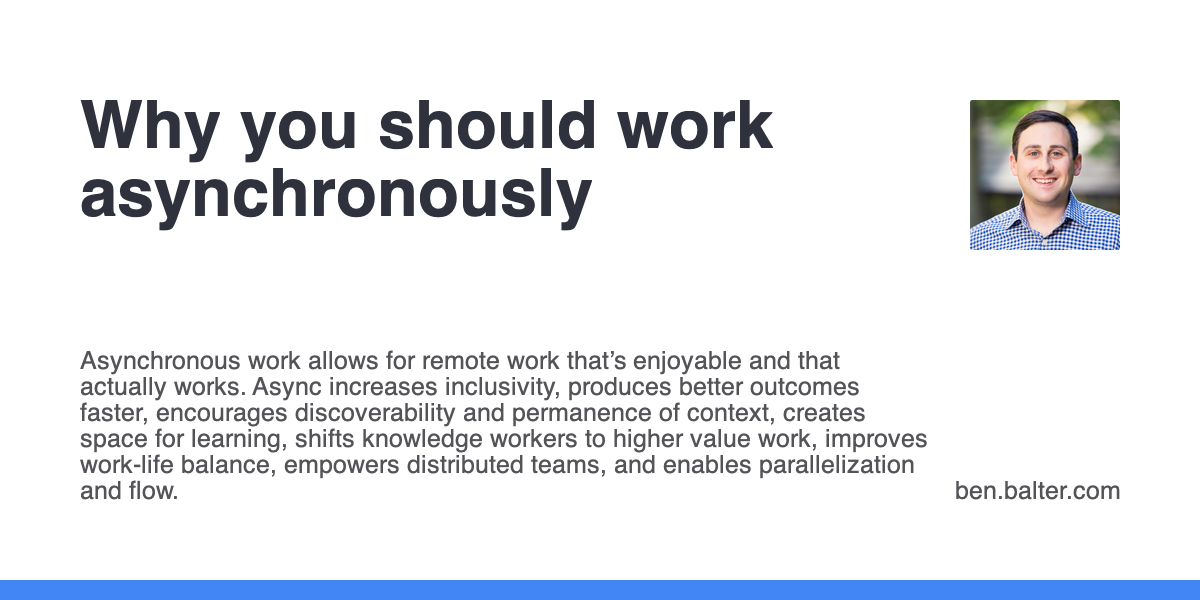 Why you should work
asynchronously
Asynchronous work allows for remote work that’s enjoyable and that
actually works. Async increases inclusivity, produces better outcomes
faster, encourages discoverability and permanence of context, creates
space for learning, shifts knowledge workers to higher value work, improves
work-life balance, empowers distributed teams, and enables parallelization
and flow.
ben.balter.com